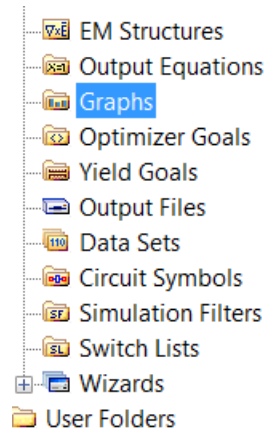 EM Structures
Output Equations
Graphs
Optimizer Goals
Yield Goals
Output Files
Data Sets
Circuit Symbols
Simulation Filters
Switch Lists
Wizards
User Folders